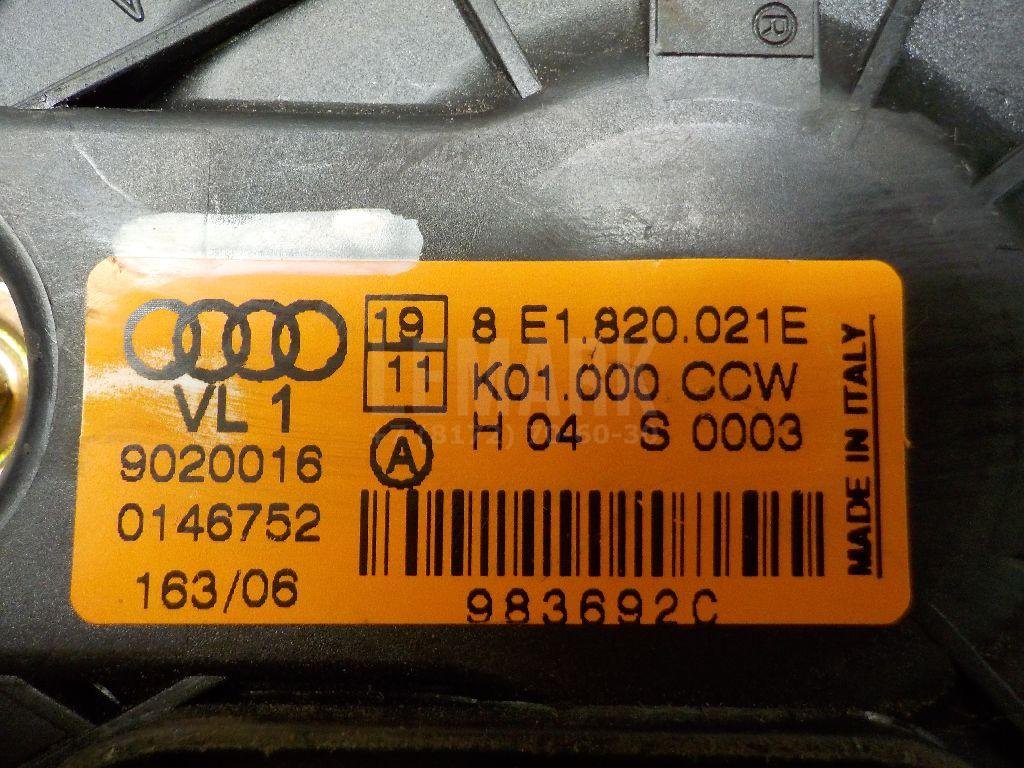 ®
VL 1
9020016
0146752
163/06
19
11
A
8 E1.820.021E
K01.000 CCW
H 04 S 0003
983692C
MADE IN ITALY